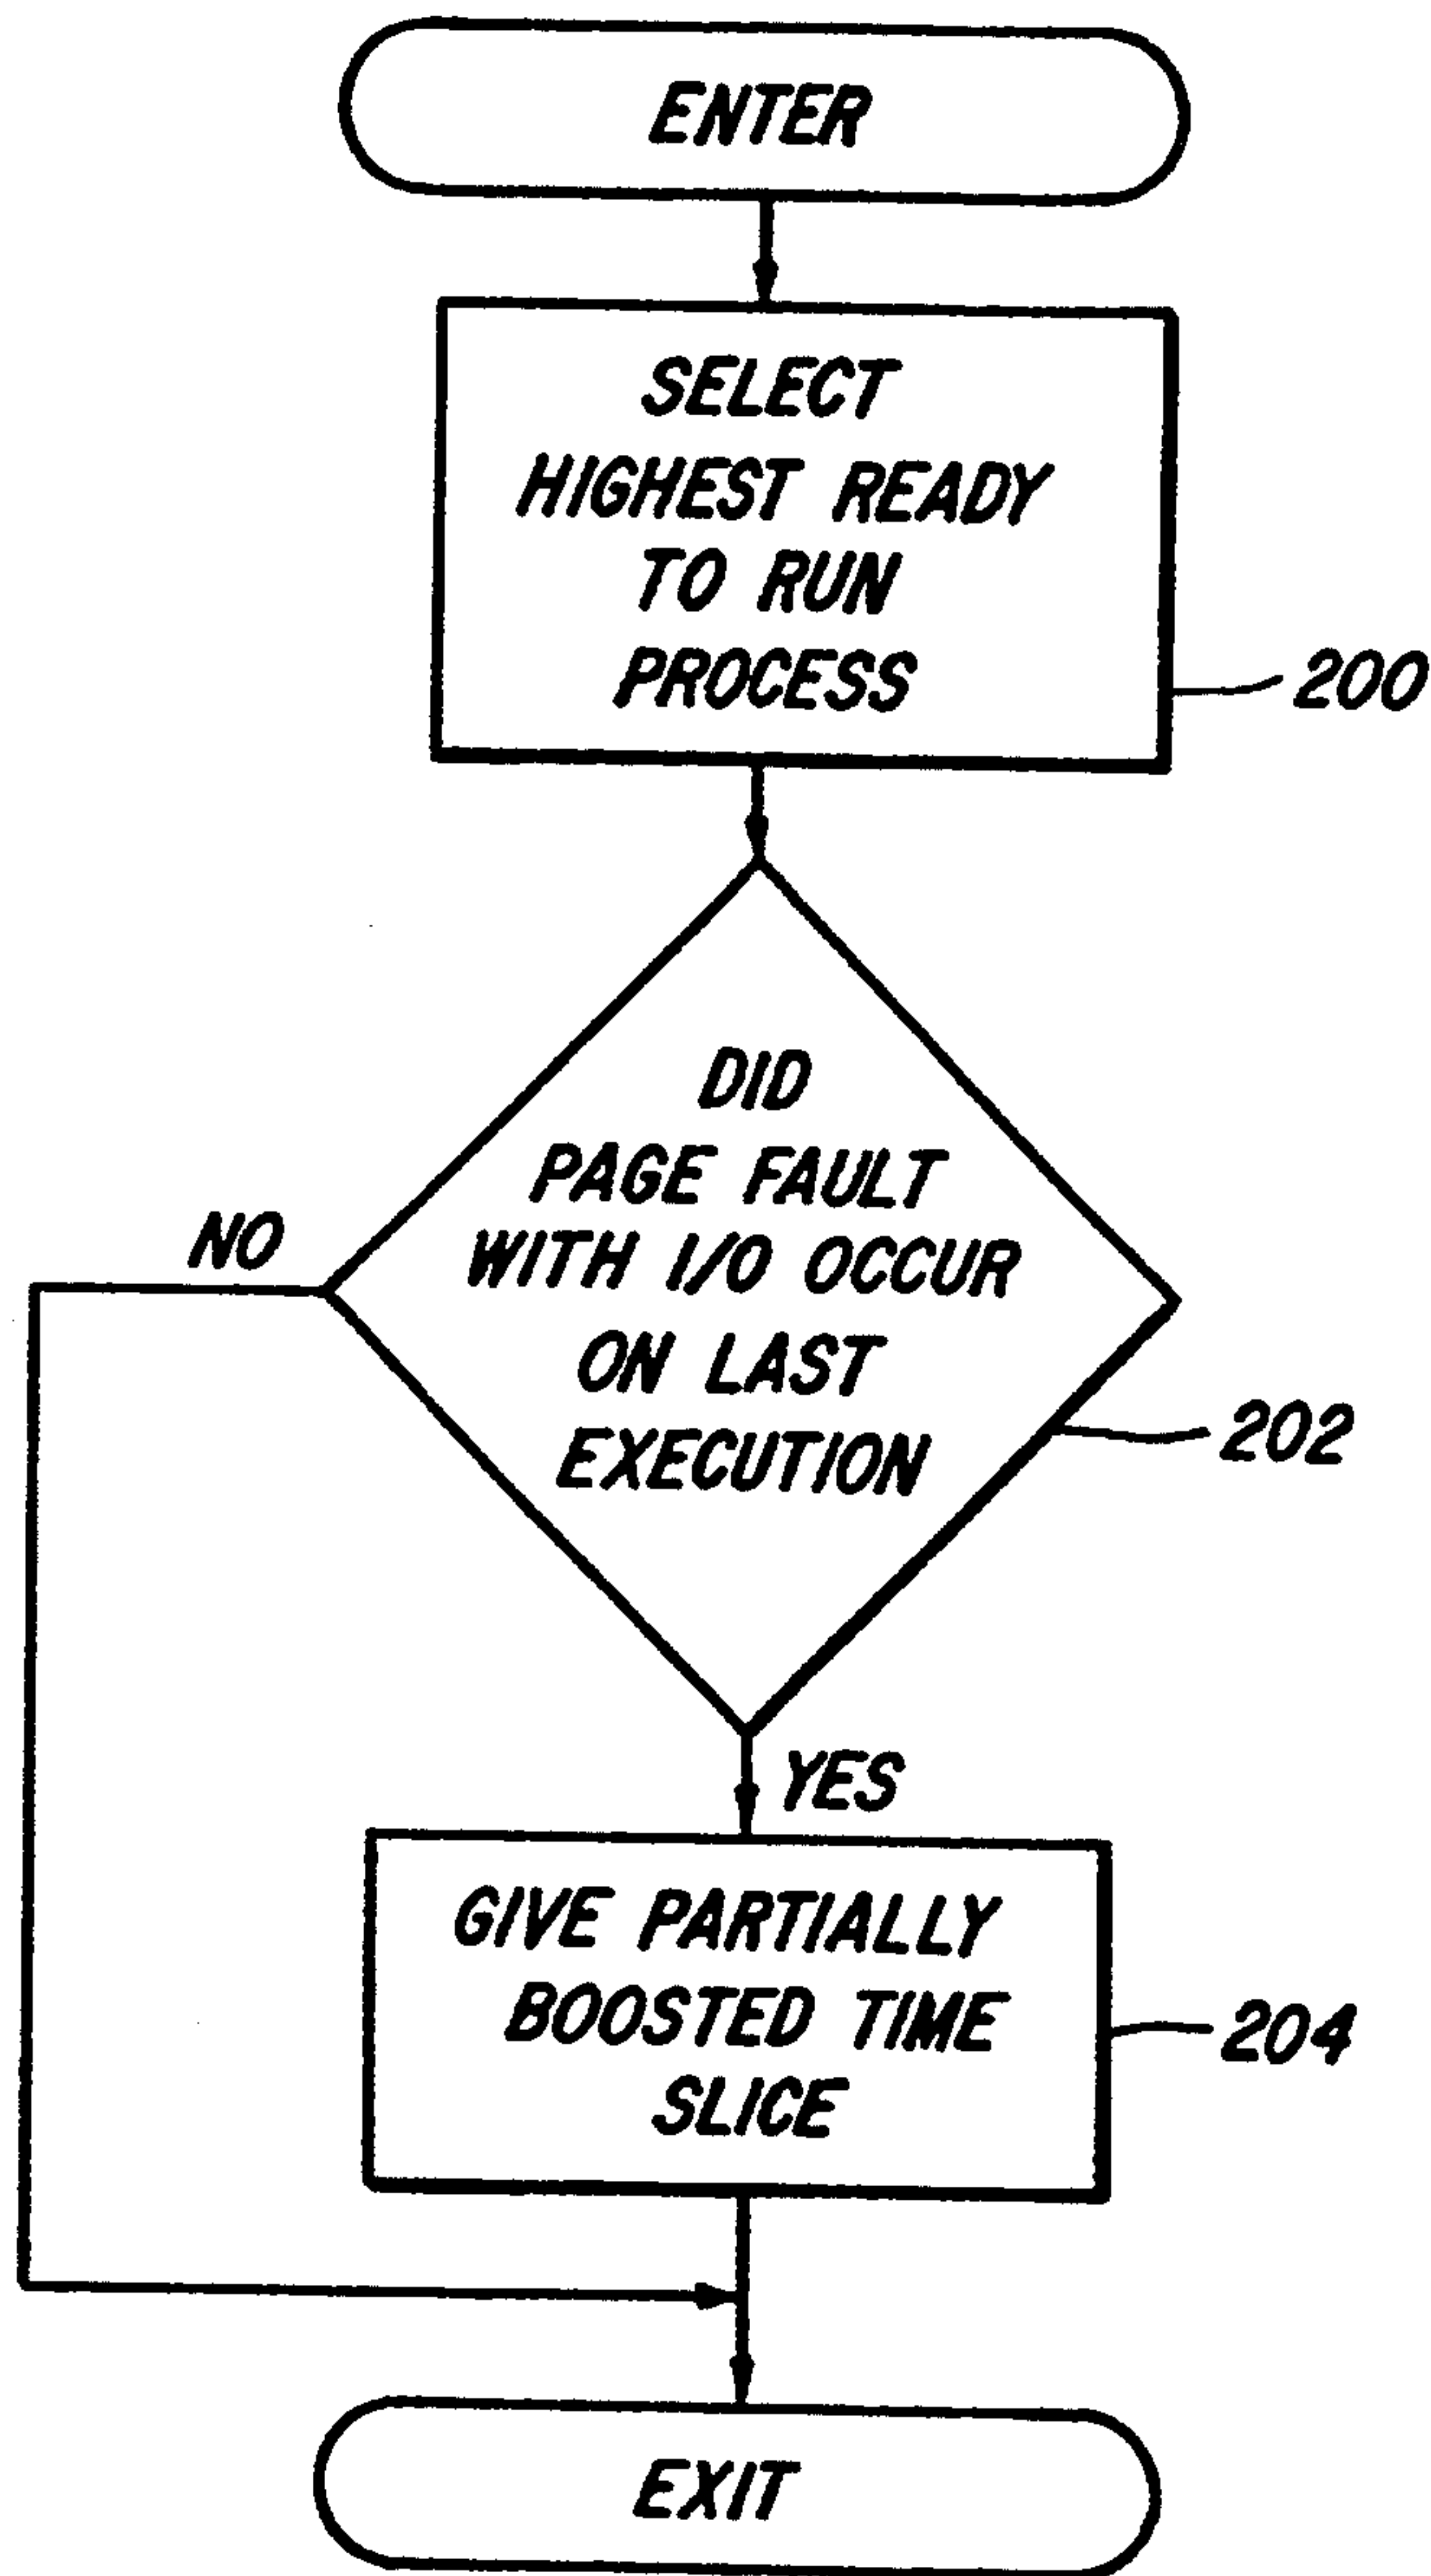 ENTER
SELECT
HIGHEST READY
TO RUN
PROCESS
200
DID
PAGE FAULT
WITH I/O OCCUR
ON LAST
EXECUTION
NO
202
YES
GIVE PARTIALLY
BOOSTED TIME
SLICE
204
EXIT